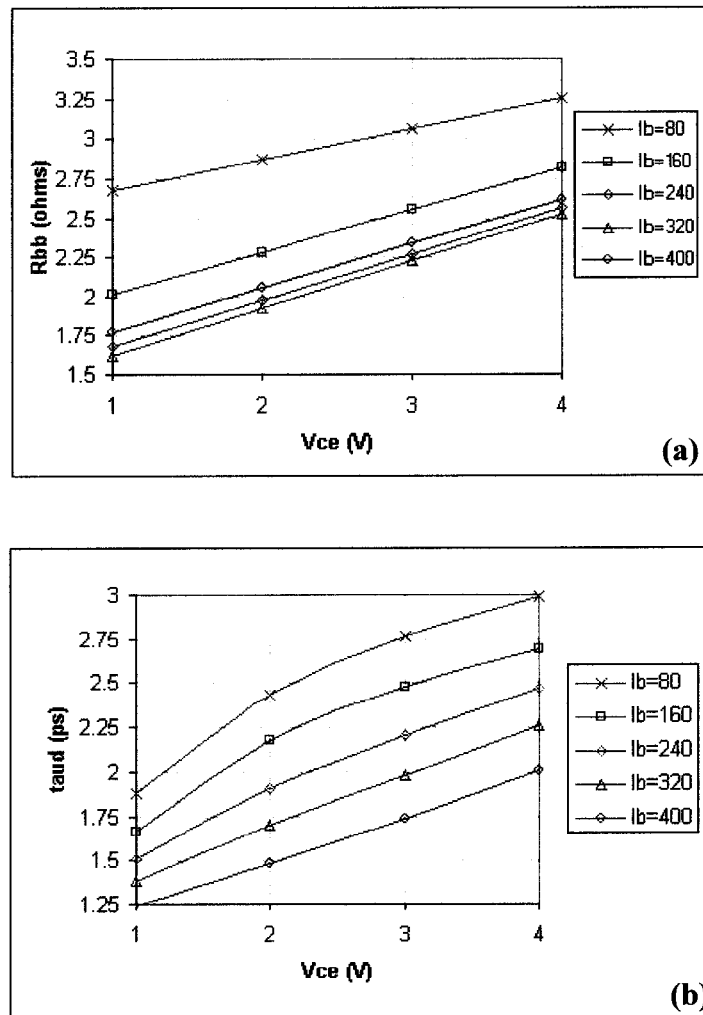 3.5
3.25
3
2.75
2.5
2.25
2
1.75
1.5
Rbb (ohms)
1 2 3 4
Vce (V)
Ib=80
Ib=160
Ib=240
Ib=320
Ib=400
(a)
3
2.75
2.5
2.25
2
1.75
1.5
1.25
taud (ps)
1 2 3 4
Vce (V)
Ib=80
Ib=160
Ib=240
Ib=320
Ib=400
(b)